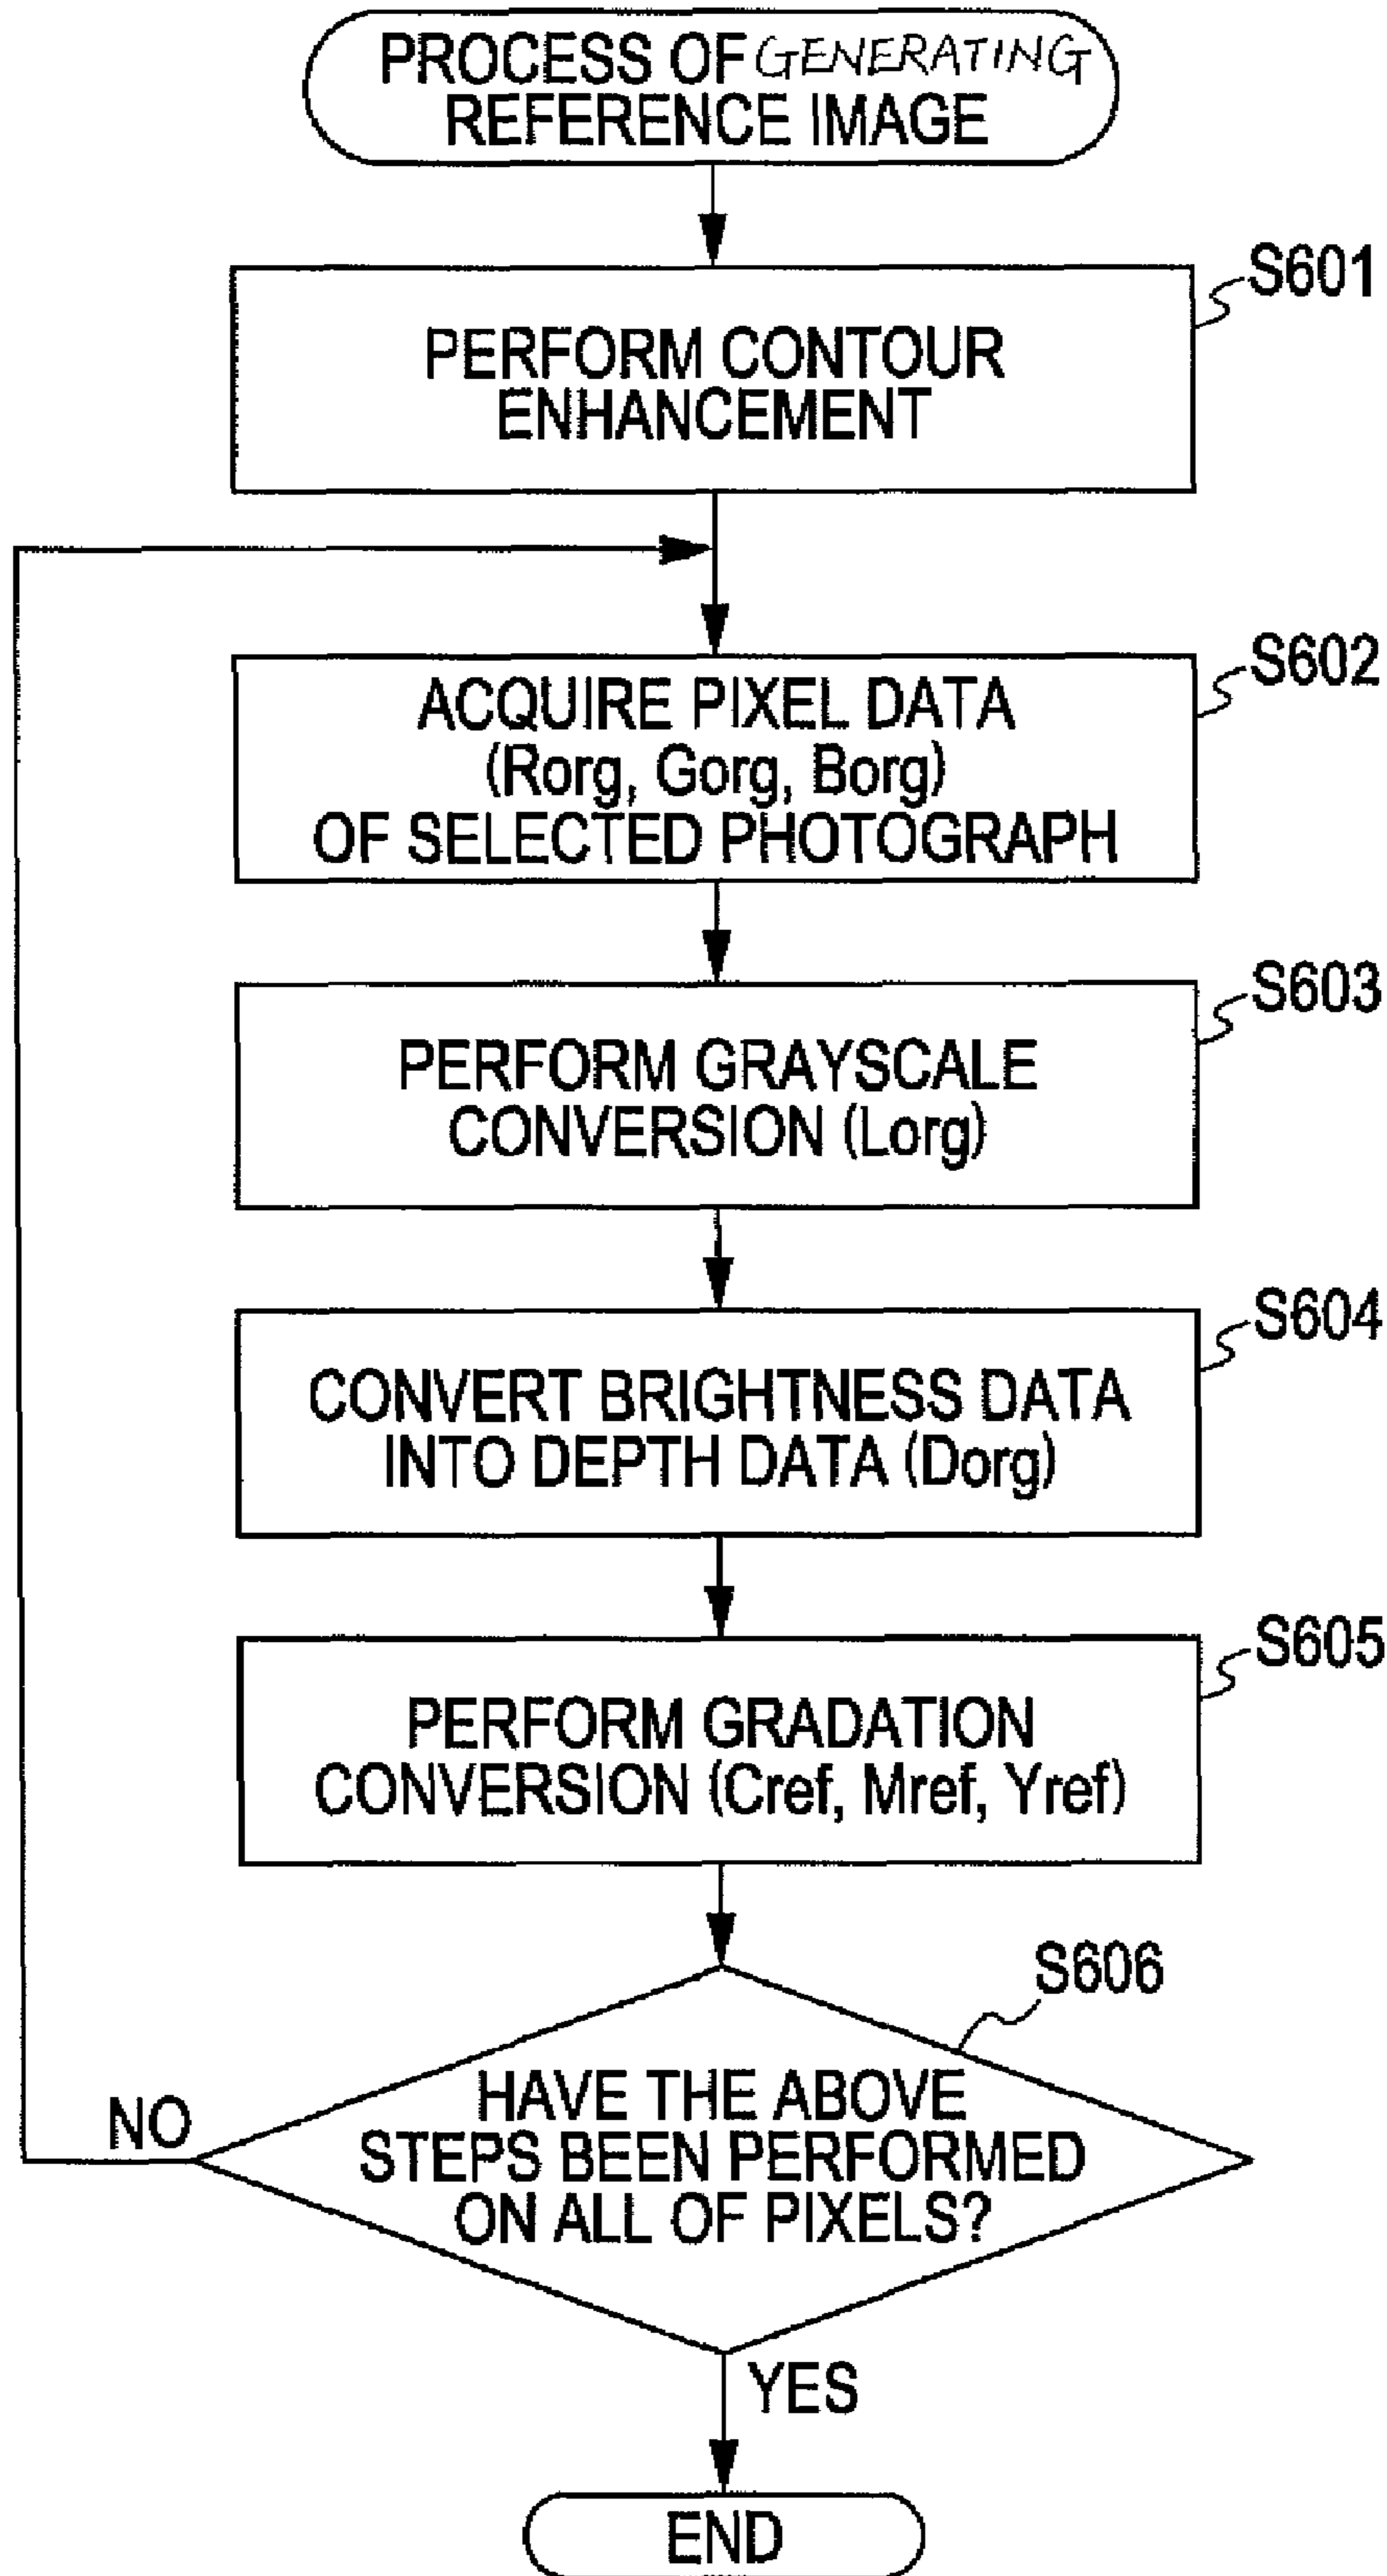 PROCESS OF GENERATING
REFERENCE IMAGE
S601
PERFORM CONTOUR
ENHANCEMENT
S602
ACQUIRE PIXEL DATA
(Rorg, Gorg, Borg)
OF SELECTED PHOTOGRAPH
S603
PERFORM GRAYSCALE
CONVERSION (Lorg)
S604
CONVERT BRIGHTNESS DATA
INTO DEPTH DATA (Dorg)
S605
PERFORM GRADATION
CONVERSION (Cref, Mref, Yref)
S606
HAVE THE ABOVE
STEPS BEEN PERFORMED
ON ALL OF PIXELS?
NO
YES
END